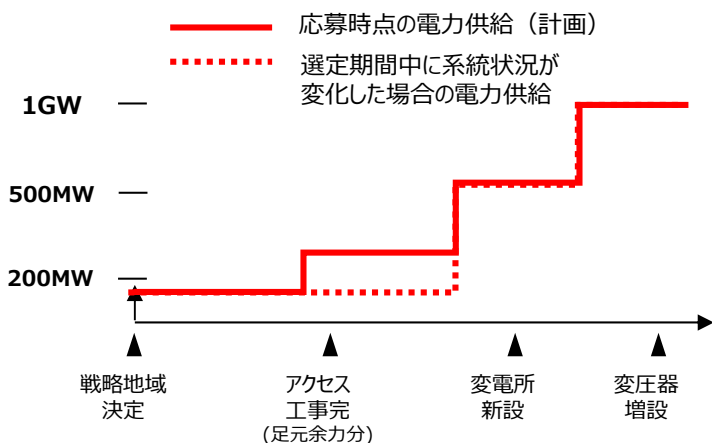 応募時点の電力供給（計画）
選定期間中に系統状況が
変化した場合の電力供給
1GW
500MW
200MW
戦略地域
決定
アクセス
工事完
(足元余力分)
変電所
新設
変圧器
増設